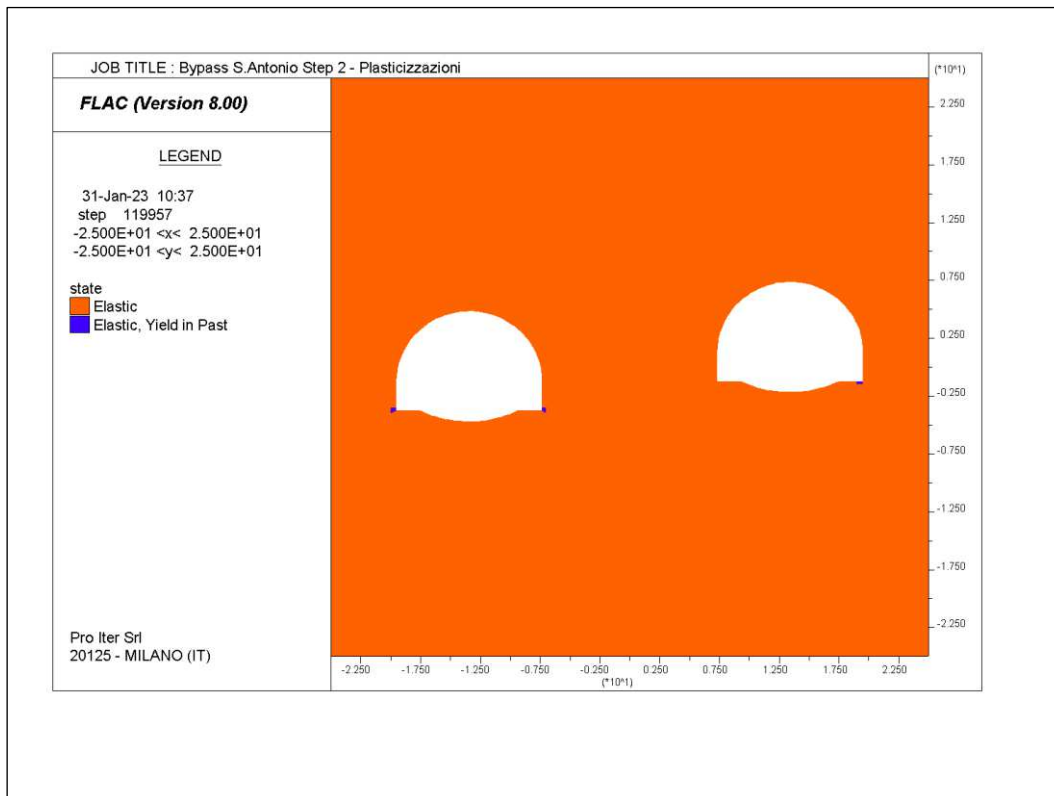 JOB TITLE : Bypass S.Antonio Step 2 - Plasticizzazioni
FLAC (Version 8.00)
LEGEND
31-Jan-23 10:37
step 119957
-2.500E+01 <x< 2.500E+01
-2.500E+01 <y< 2.500E+01
state
Elastic
Elastic, Yield in Past
Pro Iter Srl
20125 - MILANO (IT)
(*10^1)
2.250
1.750
1.250
0.750
0.250
-0.250
-0.750
-1.250
-1.750
-2.250
-2.250 -1.750 -1.250 -0.750 -0.250 0.250 0.750 1.250 1.750 2.250
(*10^1)